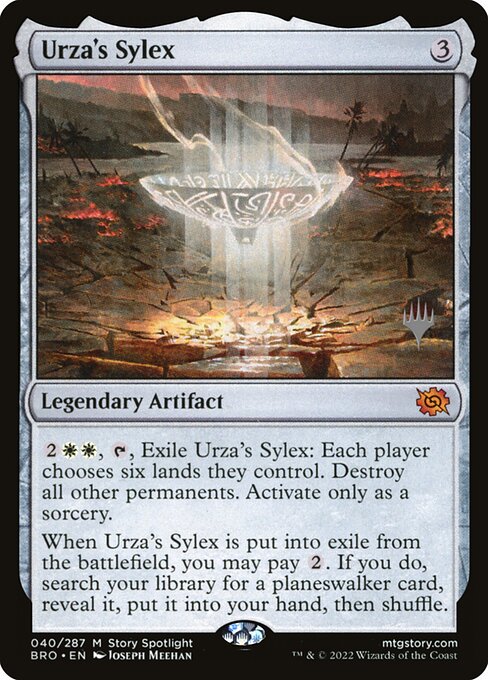 Urza's Sylex 3
Legendary Artifact
2, Exile Urza's Sylex: Each player
chooses six lands they control. Destroy
all other permanents. Activate only as a
sorcery.
When Urza's Sylex is put into exile from
the battlefield, you may pay 2. If you do,
search your library for a planeswalker card,
reveal it, put it into your hand, then shuffle.
040/287 M Story Spotlight mtgstory.com
BRO • EN Joseph Meehan ™ & © 2022 Wizards of the Coast